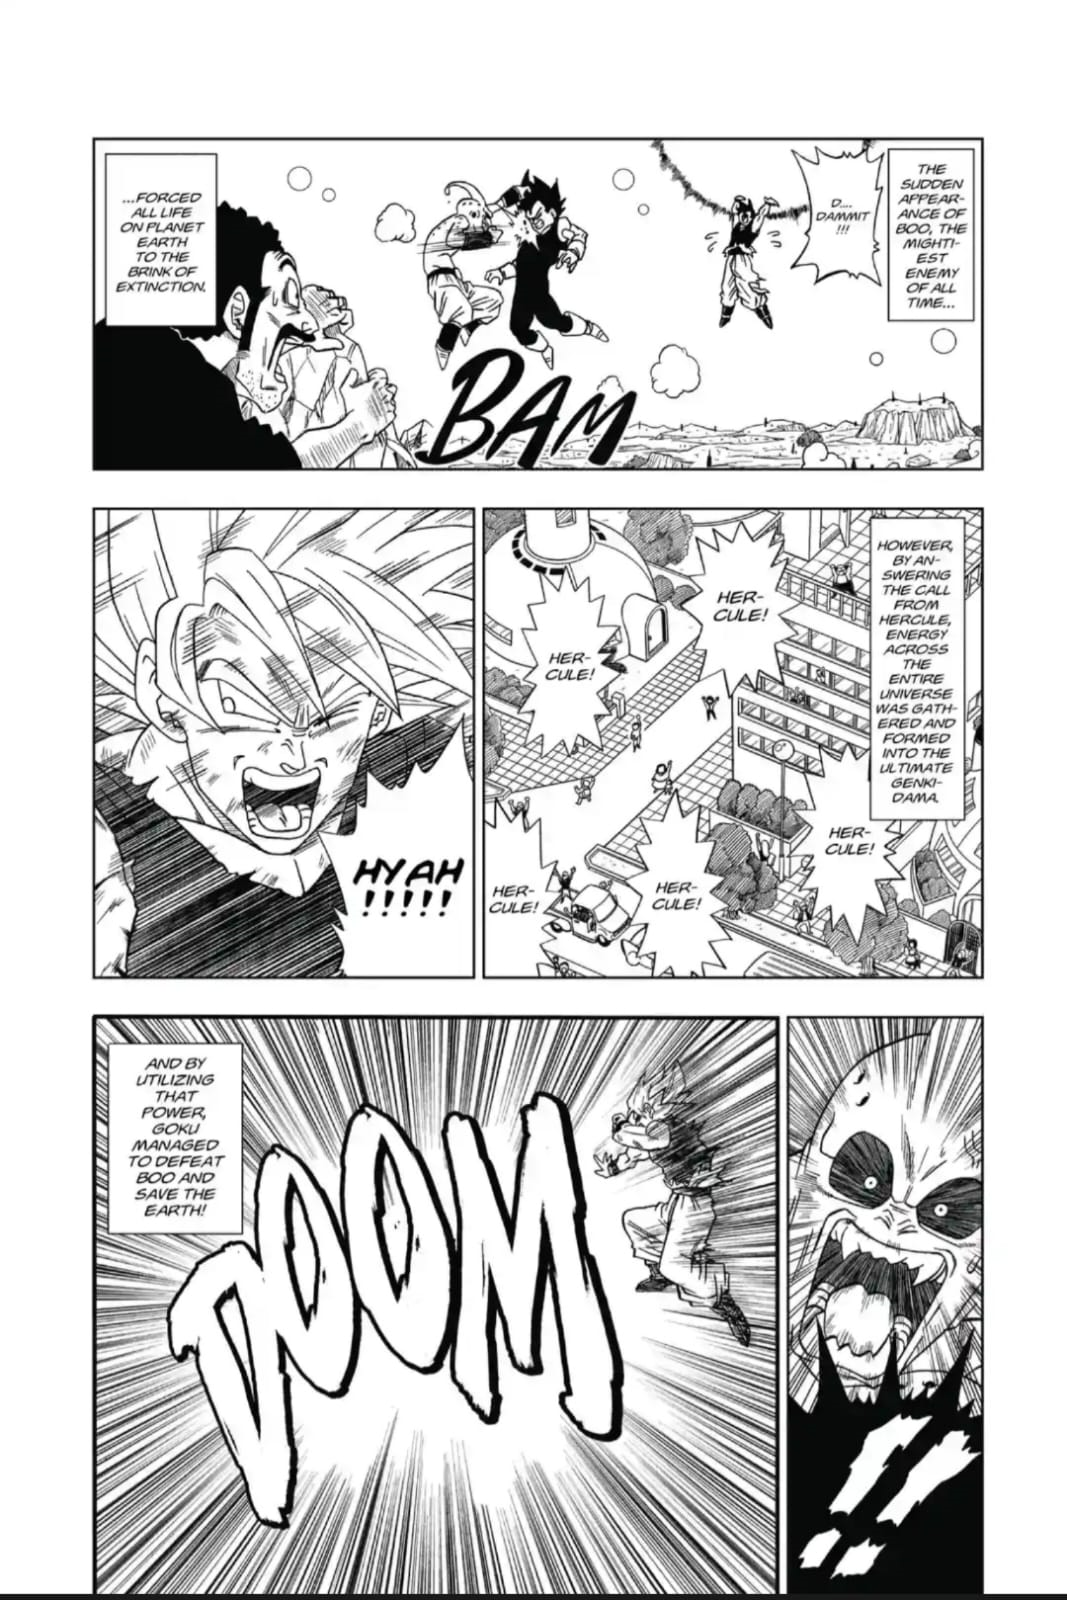 THE
SUDDEN
APPEAR-
ANCE OF
BOO, THE
MIGHTI-
EST
ENEMY
OF ALL
TIME...
D....
DAMMIT
!!!
...FORCED
ALL LIFE
ON PLANET
EARTH
TO THE
BRINK OF
EXTINCTION.
BAM
HOWEVER,
BY AN-
SWERING
THE CALL
FROM
HERCULE,
ENERGY
ACROSS
THE
ENTIRE
UNIVERSE
WAS GATH-
ERED AND
FORMED
INTO THE
ULTIMATE
GENKI-
DAMA.
HER-
CULE!
HER-
CULE!
HER-
CULE!
HER-
CULE!
HER-
CULE!
HYAH
!!!!!
!!
AND BY
UTILIZING
THAT
POWER,
GOKU
MANAGED
TO DEFEAT
BOO AND
SAVE THE
EARTH!
DOOM